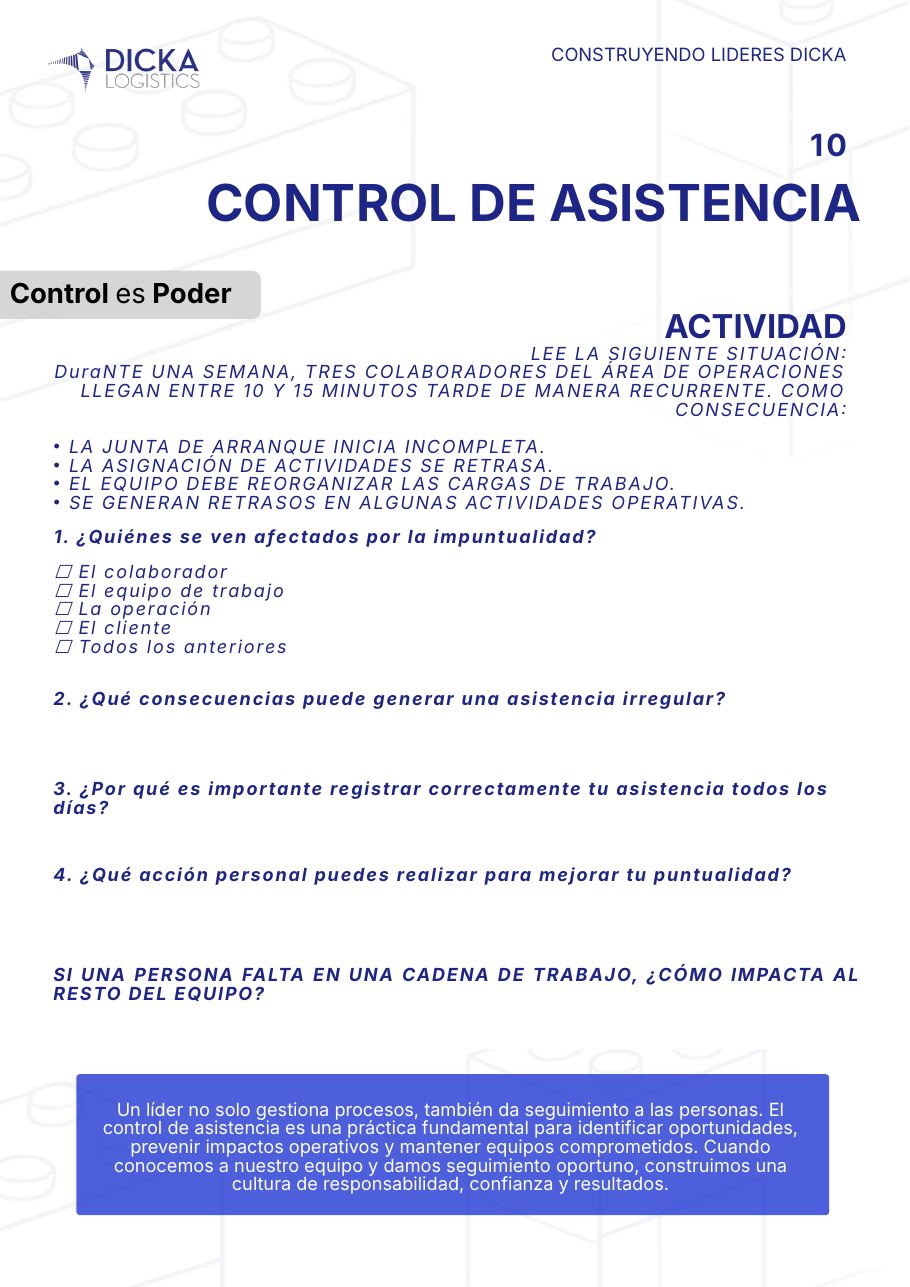 DICKA
LOGISTICS
CONSTRUYENDO LIDERES DICKA
10
CONTROL DE ASISTENCIA
Control es Poder
ACTIVIDAD
LEE LA SIGUIENTE SITUACIÓN:
DuraNTE UNA SEMANA, TRES COLABORADORES DEL ÁREA DE OPERACIONES
LLEGAN ENTRE 10 Y 15 MINUTOS TARDE DE MANERA RECURRENTE. COMO
CONSECUENCIA:
• LA JUNTA DE ARRANQUE INICIA INCOMPLETA.
• LA ASIGNACIÓN DE ACTIVIDADES SE RETRASA.
• EL EQUIPO DEBE REORGANIZAR LAS CARGAS DE TRABAJO.
• SE GENERAN RETRASOS EN ALGUNAS ACTIVIDADES OPERATIVAS.
1. ¿Quiénes se ven afectados por la impuntualidad?
☐ El colaborador
☐ El equipo de trabajo
☐ La operación
☐ El cliente
☐ Todos los anteriores
2. ¿Qué consecuencias puede generar una asistencia irregular?
3. ¿Por qué es importante registrar correctamente tu asistencia todos los
días?
4. ¿Qué acción personal puedes realizar para mejorar tu puntualidad?
SI UNA PERSONA FALTA EN UNA CADENA DE TRABAJO, ¿CÓMO IMPACTA AL
RESTO DEL EQUIPO?
Un líder no solo gestiona procesos, también da seguimiento a las personas. El
control de asistencia es una práctica fundamental para identificar oportunidades,
prevenir impactos operativos y mantener equipos comprometidos. Cuando
conocemos a nuestro equipo y damos seguimiento oportuno, construimos una
cultura de responsabilidad, confianza y resultados.